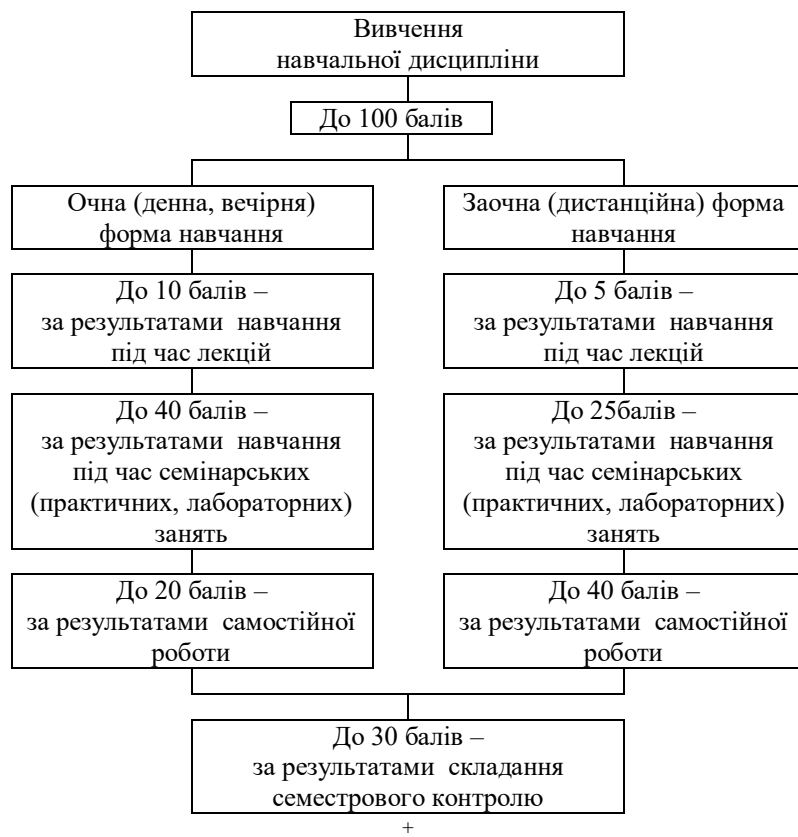 Вивчення
навчальної дисципліни
До 100 балів
Очна (денна, вечірня)
форма навчання
Заочна (дистанційна) форма
навчання
До 10 балів –
за результатами навчання
під час лекцій
До 5 балів –
за результатами навчання
під час лекцій
До 40 балів –
за результатами навчання
під час семінарських
(практичних, лабораторних)
занять
До 25балів –
за результатами навчання
під час семінарських
(практичних, лабораторних)
занять
До 20 балів –
за результатами самостійної
роботи
До 40 балів –
за результатами самостійної
роботи
До 30 балів –
за результатами складання
семестрового контролю
+